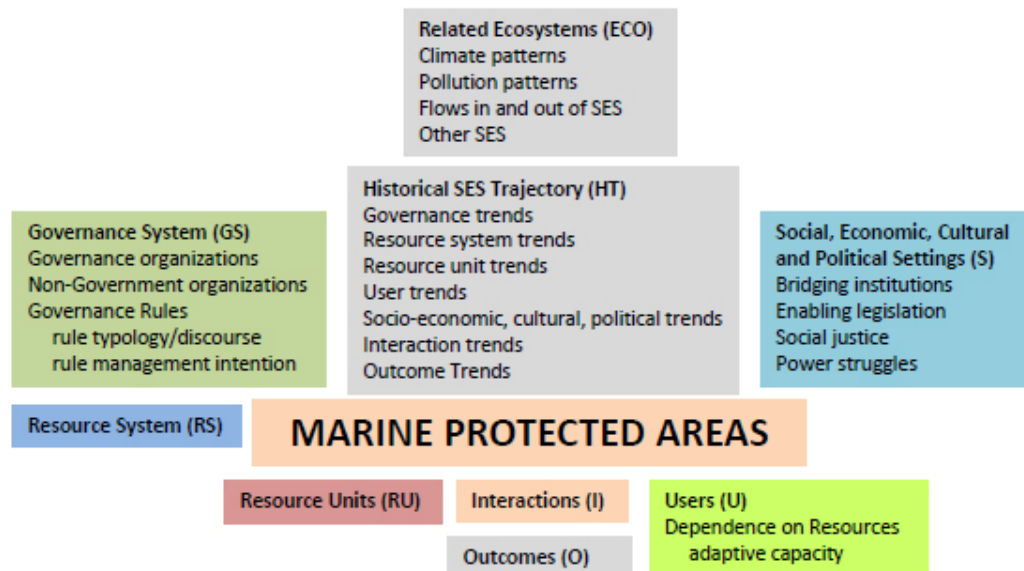 Related Ecosystems (ECO)
Climate patterns
Pollution patterns
Flows in and out of SES
Other SES
Historical SES Trajectory (HT)
Governance trends
Resource system trends
Resource unit trends
User trends
Socio-economic, cultural, political trends
Interaction trends
Outcome Trends
Governance System (GS)
Governance organizations
Non-Government organizations
Governance Rules
rule typology/discourse
rule management intention
Social, Economic, Cultural
and Political Settings (S)
Bridging institutions
Enabling legislation
Social justice
Power struggles
Resource System (RS)
MARINE PROTECTED AREAS
Resource Units (RU)
Interactions (I)
Users (U)
Dependence on Resources
adaptive capacity
Outcomes (O)